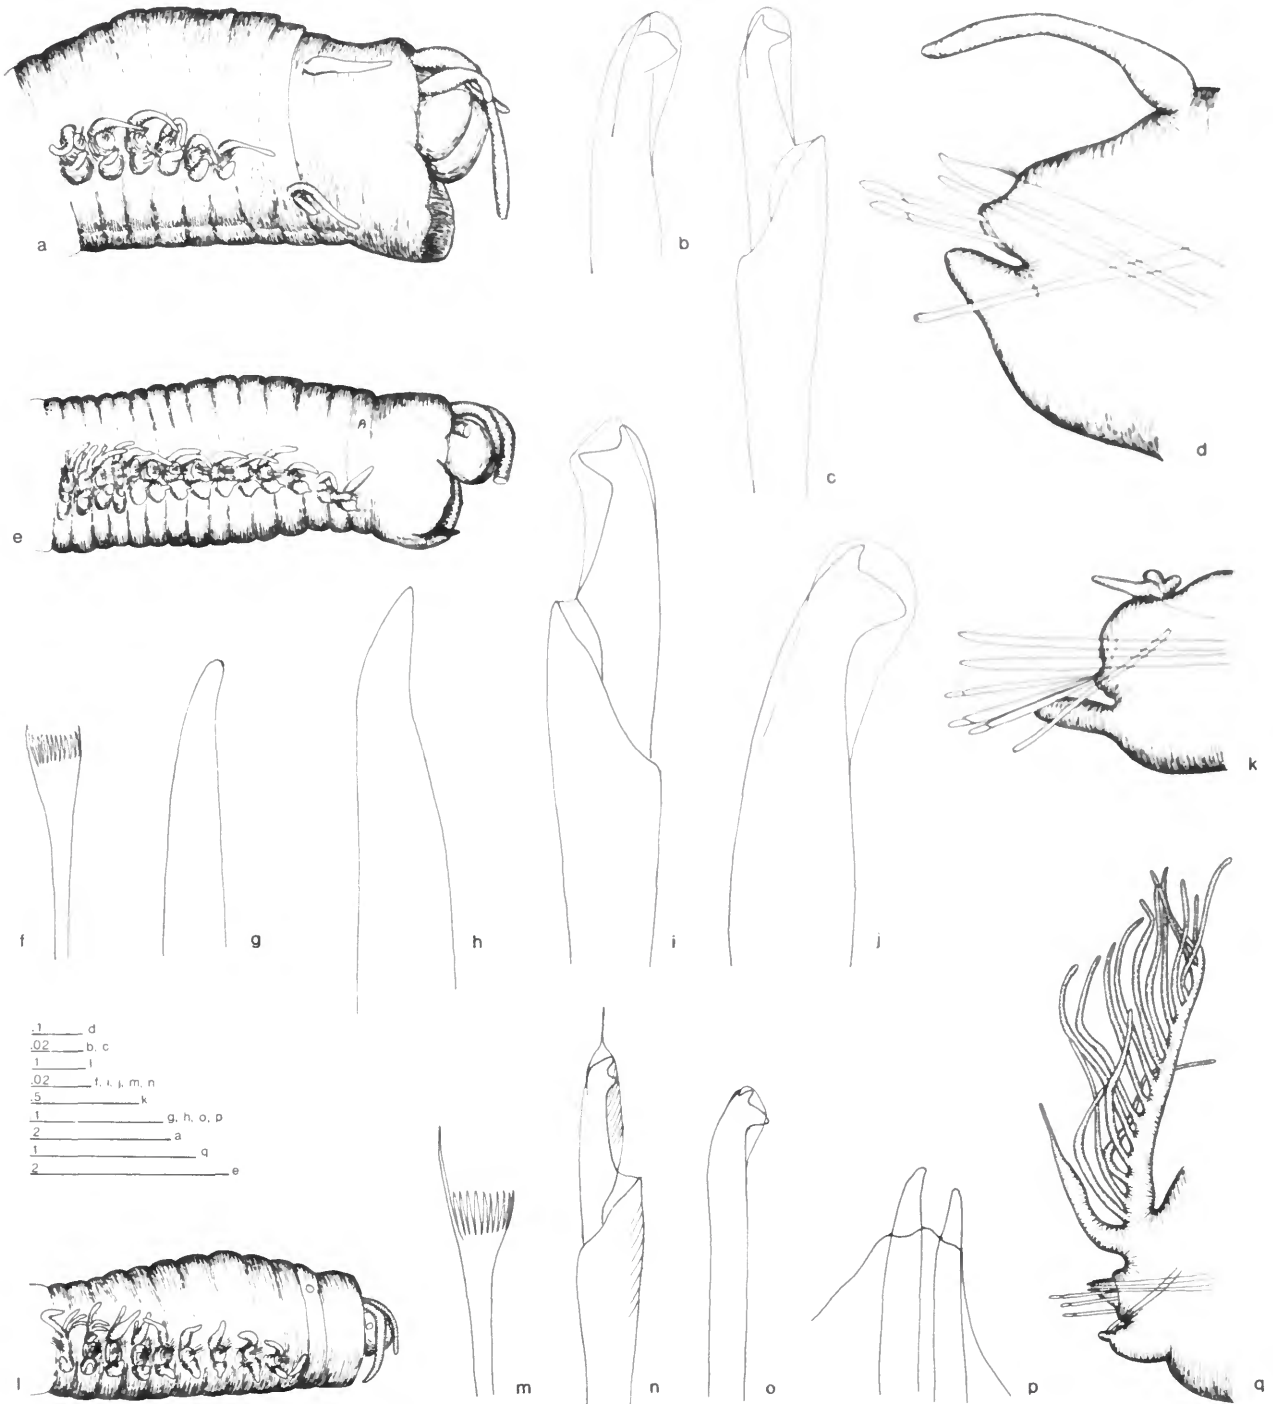 a
b
c
d
e
f
g
h
i
j
k
.1 d
.02 b, c
1 l
.02 f, i, j, m, n
.5 k
.1 g, h, o, p
2 a
1 q
2 e
l
m
n
o
p
q